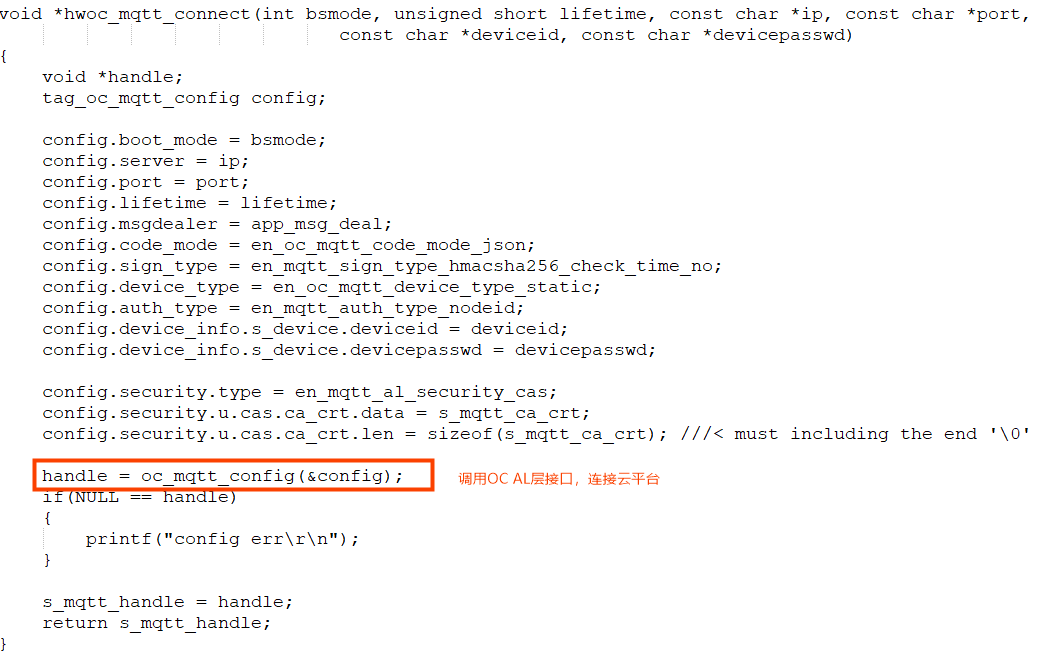 void *hwoc_mqtt_connect(int bsmode, unsigned short lifetime, const char *ip, const char *port,
const char *deviceid, const char *devicepasswd)
{
void *handle;
tag_oc_mqtt_config config;
config.boot_mode = bsmode;
config.server = ip;
config.port = port;
config.lifetime = lifetime;
config.msgdealer = app_msg_deal;
config.code_mode = en_oc_mqtt_code_mode_json;
config.sign_type = en_mqtt_sign_type_hmacsha256_check_time_no;
config.device_type = en_oc_mqtt_device_type_static;
config.auth_type = en_mqtt_auth_type_nodeid;
config.device_info.s_device.deviceid = deviceid;
config.device_info.s_device.devicepasswd = devicepasswd;
config.security.type = en_mqtt_al_security_cas;
config.security.u.cas.ca_crt.data = s_mqtt_ca_crt;
config.security.u.cas.ca_crt.len = sizeof(s_mqtt_ca_crt); ///< must including the end '\0'
handle = oc_mqtt_config(&config); 调用OC AL层接口，连接云平台
if(NULL == handle)
{
printf("config err\r\n");
}
s_mqtt_handle = handle;
return s_mqtt_handle;
}